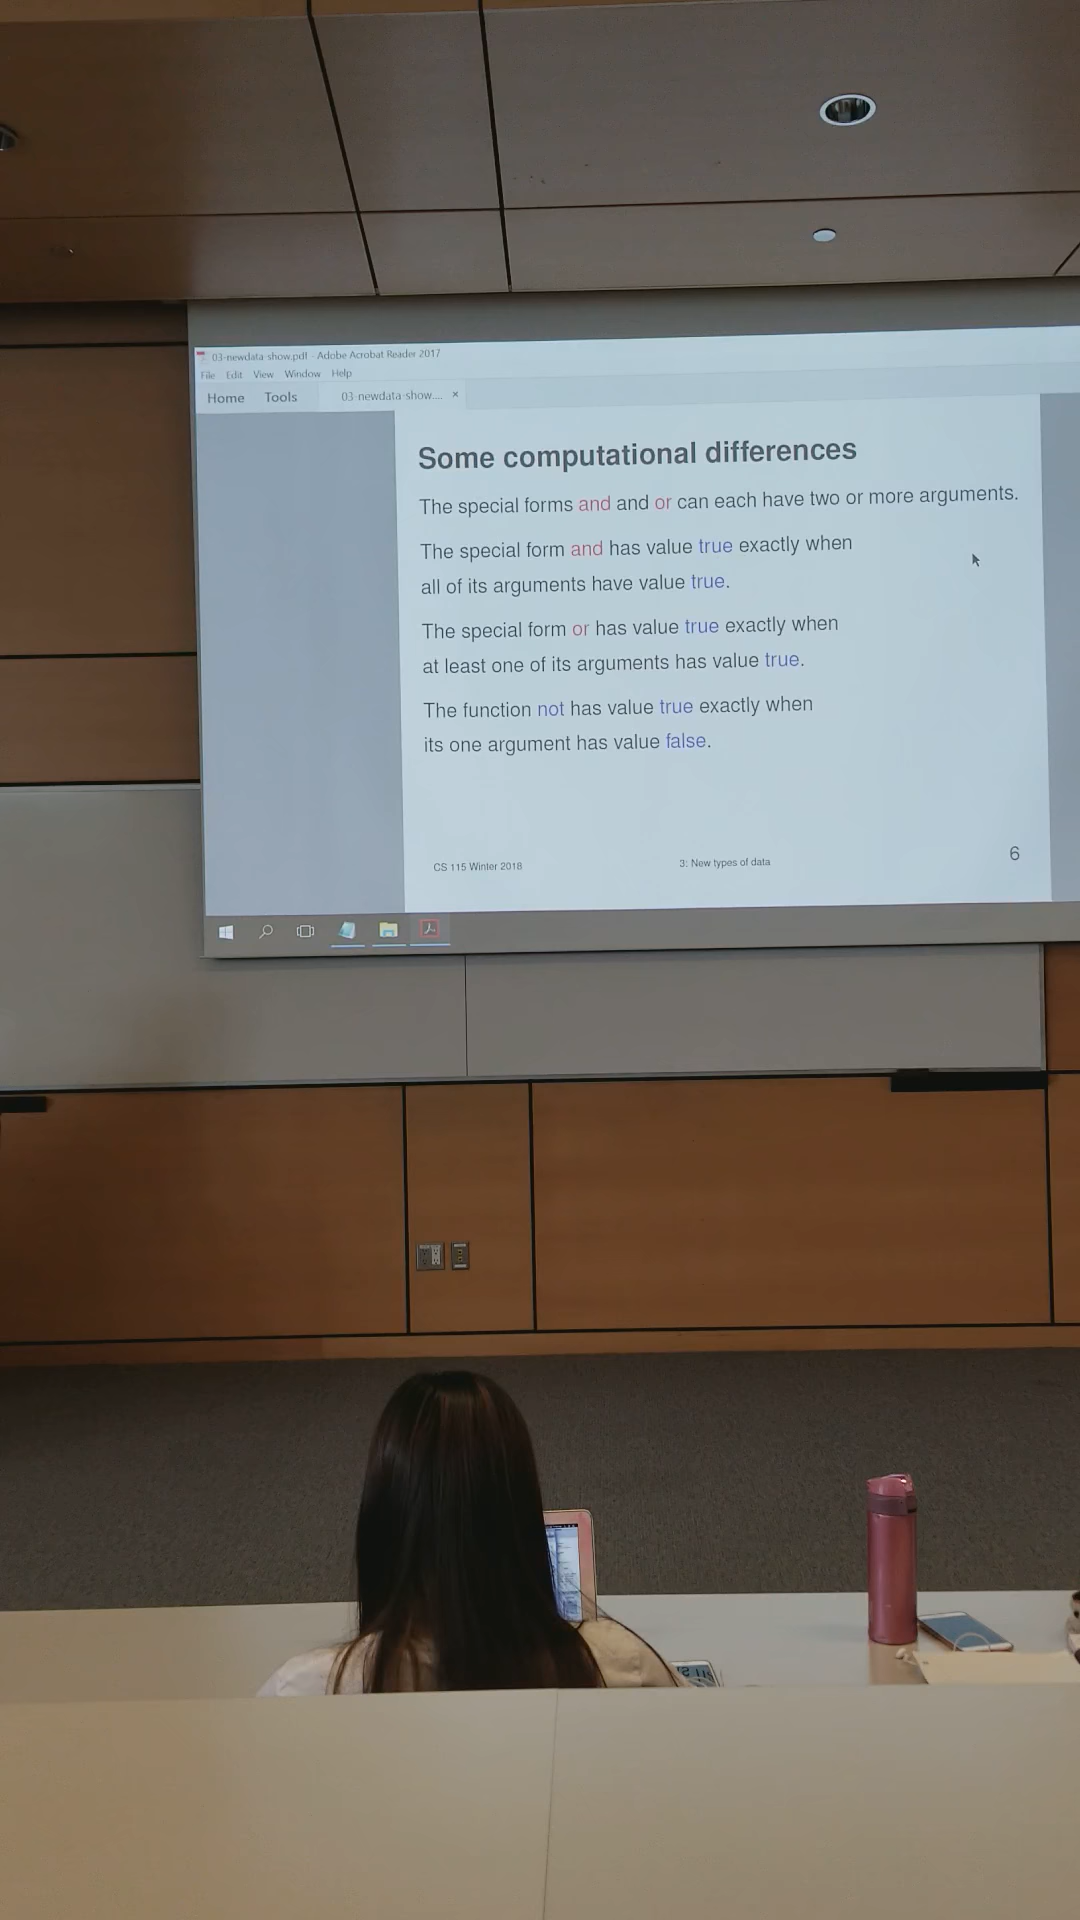 03-newdata-show.pdf - Adobe Acrobat Reader 2017
File Edit View Window Help
Home Tools 03-newdata-show.... ×
Some computational differences
The special forms and and or can each have two or more arguments.
The special form and has value true exactly when
all of its arguments have value true.
The special form or has value true exactly when
at least one of its arguments has value true.
The function not has value true exactly when
its one argument has value false.
CS 115 Winter 2018 3: New types of data 6